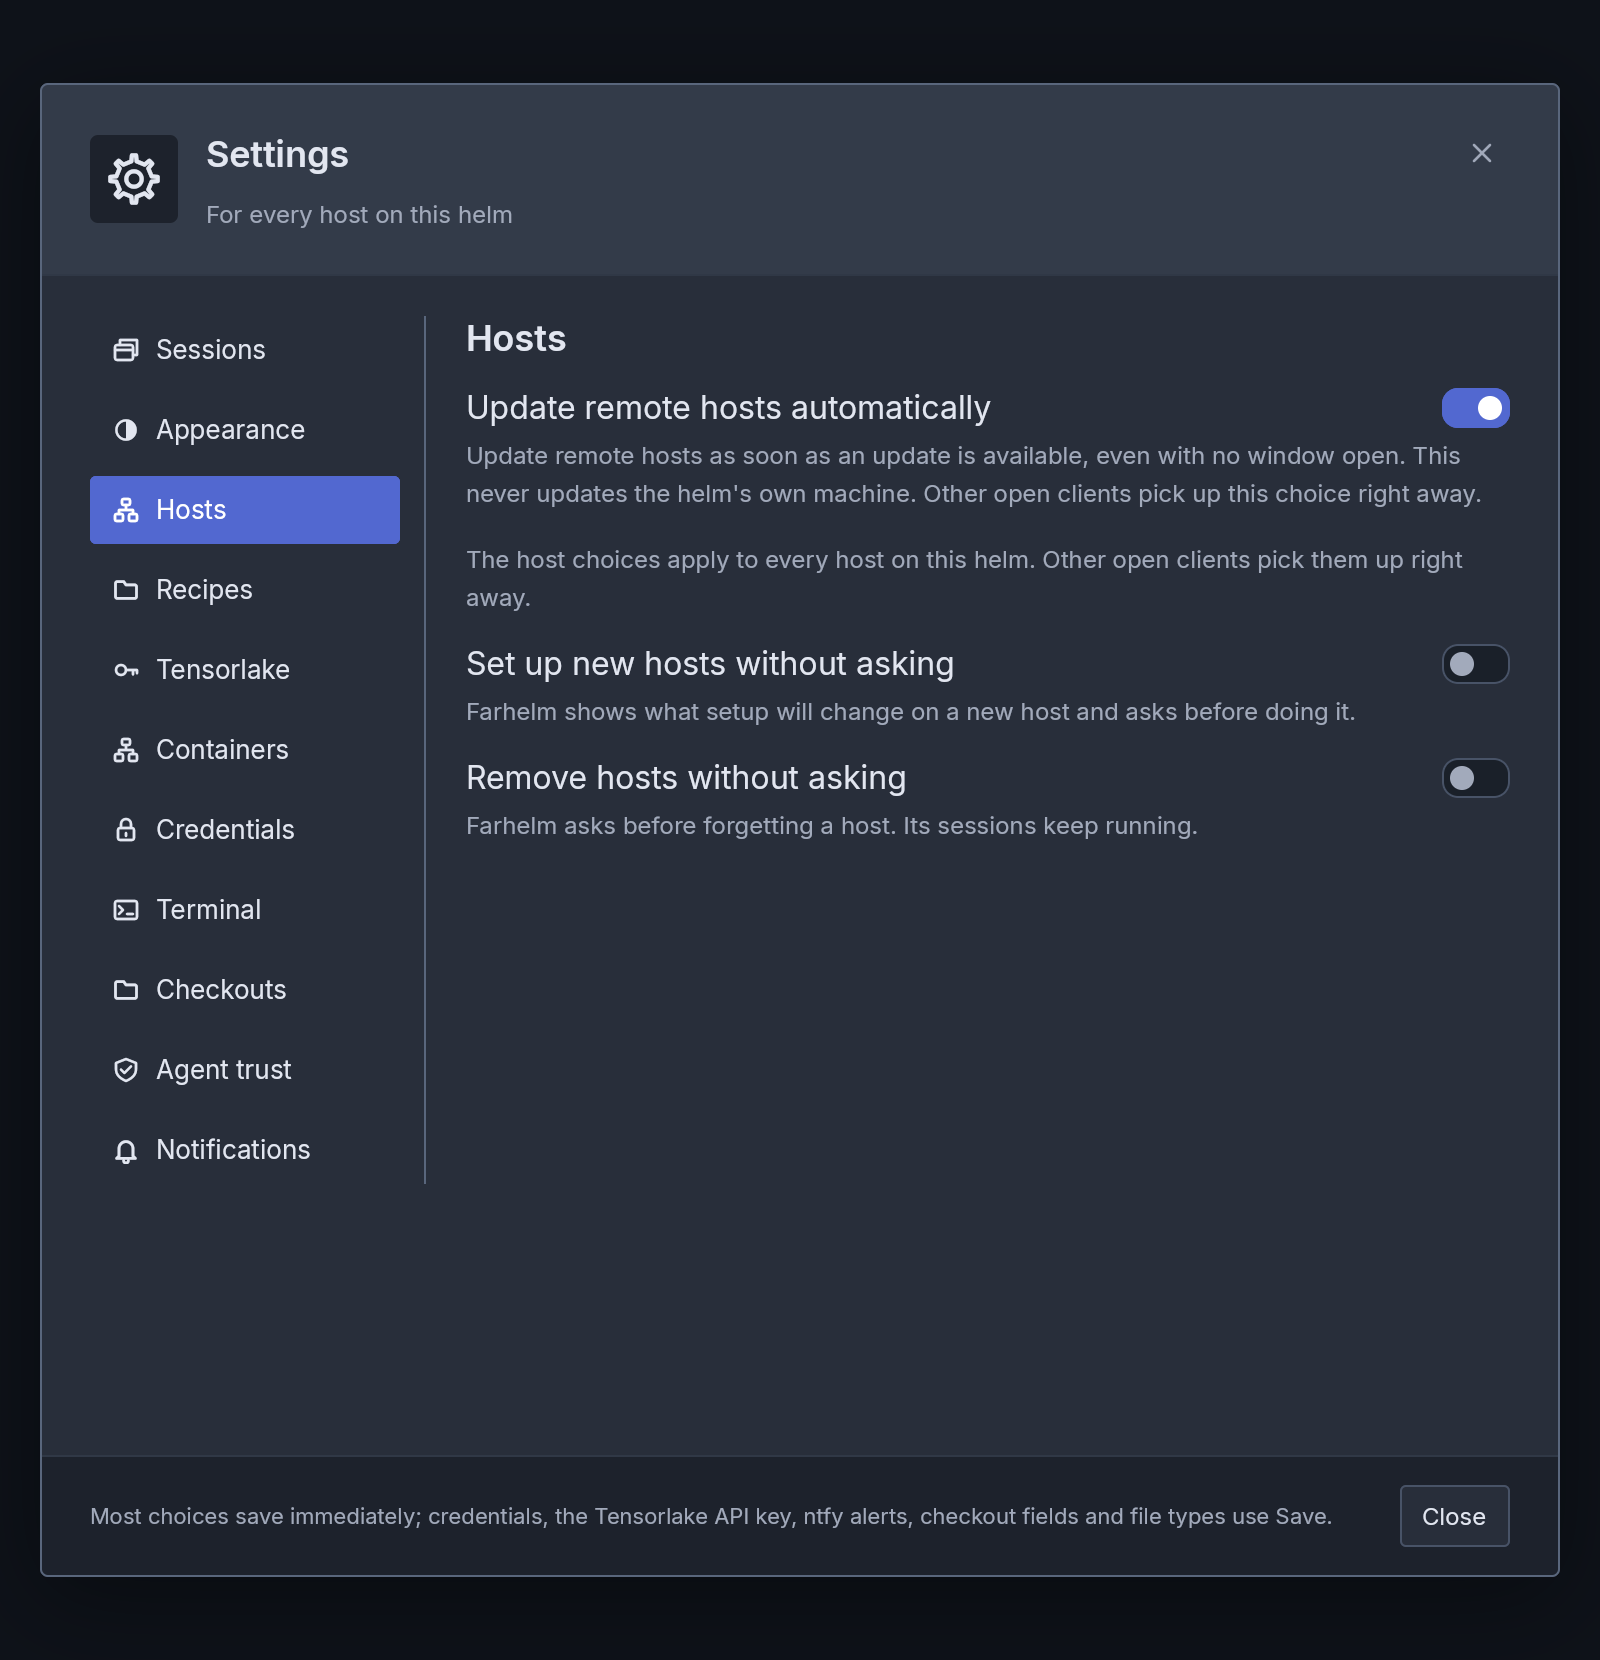 Settings
For every host on this helm
Sessions
Appearance
Hosts
Recipes
Tensorlake
Containers
Credentials
Terminal
Checkouts
Agent trust
Notifications
Hosts
Update remote hosts automatically
Update remote hosts as soon as an update is available, even with no window open. This
never updates the helm's own machine. Other open clients pick up this choice right away.
The host choices apply to every host on this helm. Other open clients pick them up right
away.
Set up new hosts without asking
Farhelm shows what setup will change on a new host and asks before doing it.
Remove hosts without asking
Farhelm asks before forgetting a host. Its sessions keep running.
Most choices save immediately; credentials, the Tensorlake API key, ntfy alerts, checkout fields and file types use Save.
Close